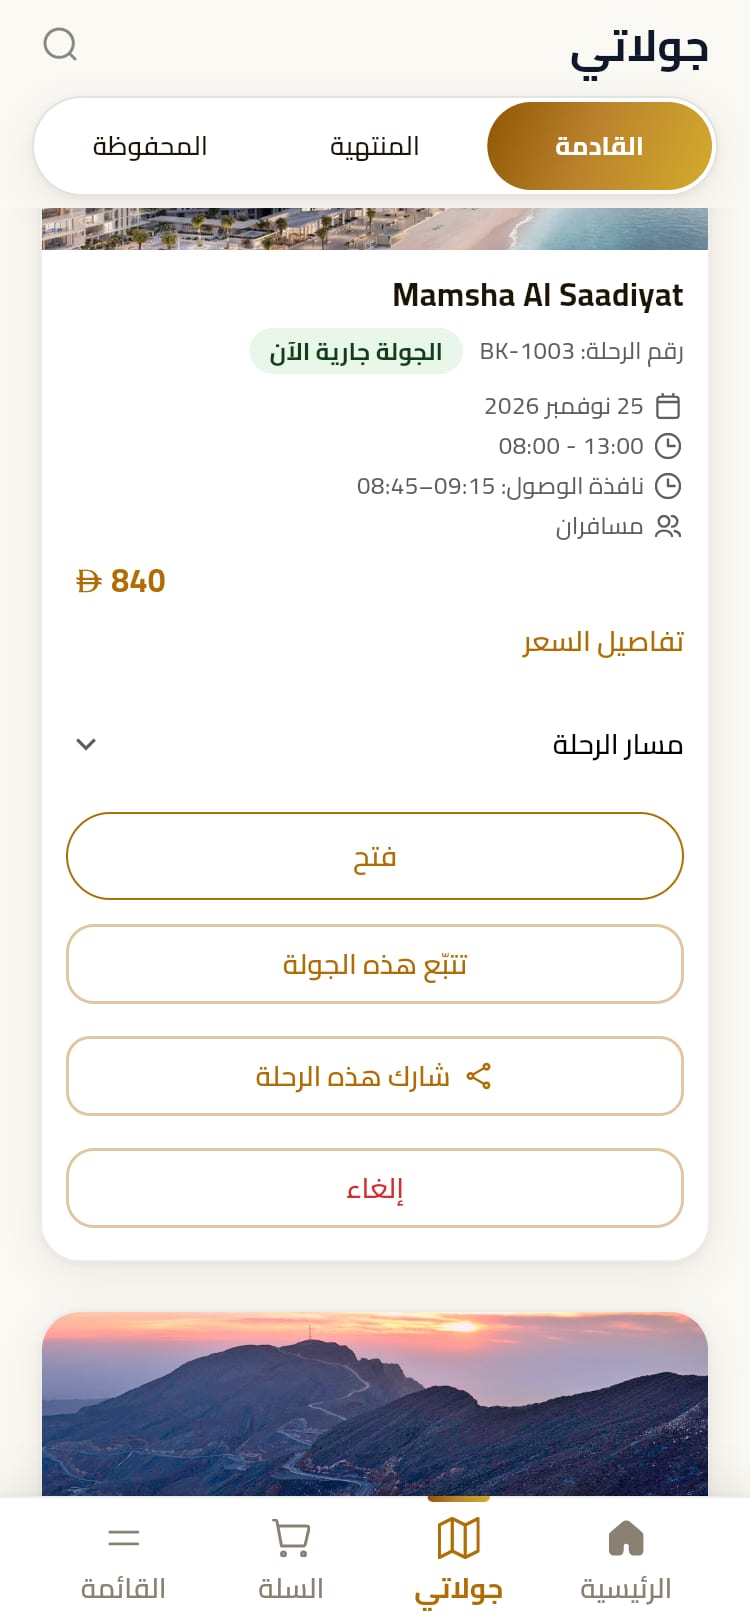 جولاتي
القادمة
المنتهية
المحفوظة
Mamsha Al Saadiyat
رقم الرحلة: BK-1003
الجولة جارية الآن
25 نوفمبر 2026
08:00 - 13:00
نافذة الوصول: 08:45–09:15
مسافران
840
تفاصيل السعر
مسار الرحلة
فتح
تتبّع هذه الجولة
شارك هذه الرحلة
إلغاء
الرئيسية
جولاتي
السلة
القائمة